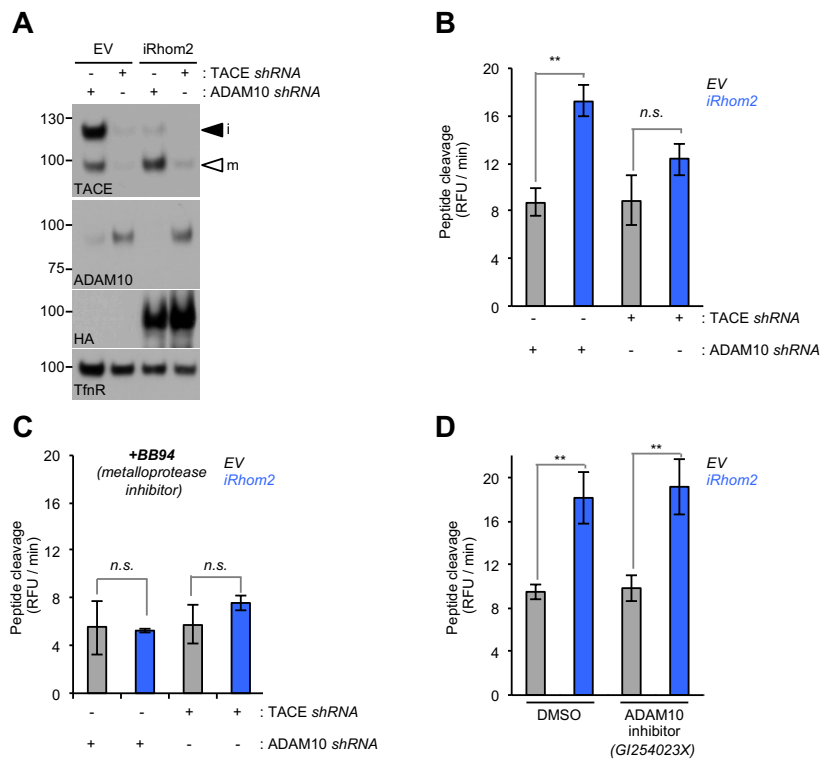 A
EV iRhom2
- + - + : TACE shRNA
+ - + - : ADAM10 shRNA
130
100
i
m
TACE
100
75
ADAM10
100
HA
100
TfnR
B
Peptide cleavage
(RFU / min)
20
16
12
8
4
0
**
n.s.
EV
iRhom2
- - + + : TACE shRNA
+ + - - : ADAM10 shRNA
C
Peptide cleavage
(RFU / min)
20
16
12
8
4
0
+BB94
(metalloprotease
inhibitor)
EV
iRhom2
n.s.
n.s.
- - + + : TACE shRNA
+ + - - : ADAM10 shRNA
D
Peptide cleavage
(RFU / min)
20
16
12
8
4
0
**
**
EV
iRhom2
DMSO
ADAM10
inhibitor
(GI254023X)